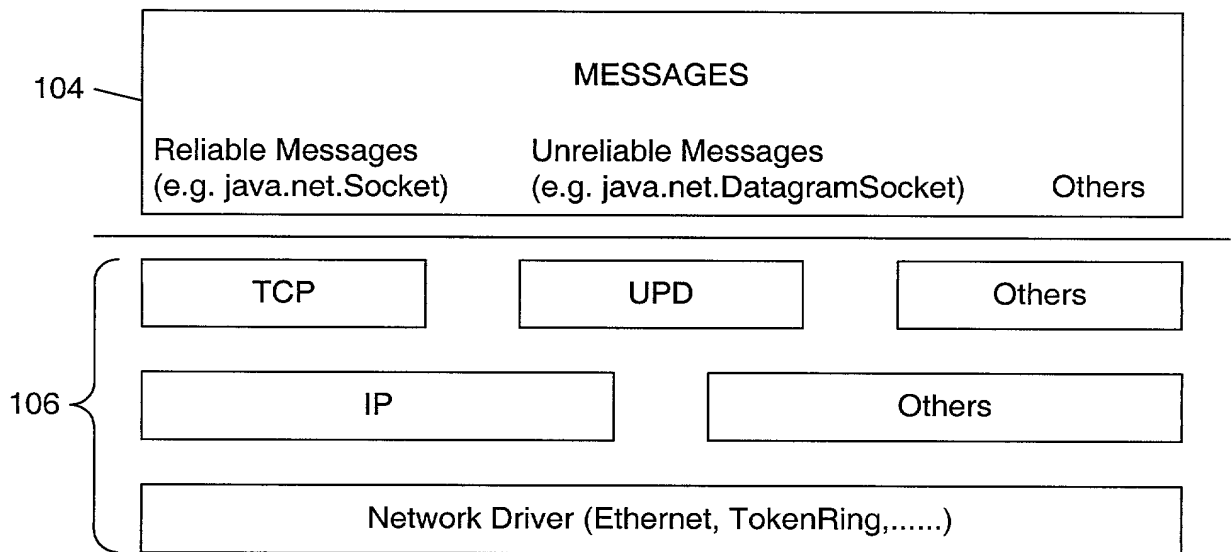 MESSAGES
104
Reliable Messages
(e.g. java.net.Socket)
Unreliable Messages
(e.g. java.net.DatagramSocket)
Others
TCP
UPD
Others
106
IP
Others
Network Driver (Ethernet, TokenRing,......)